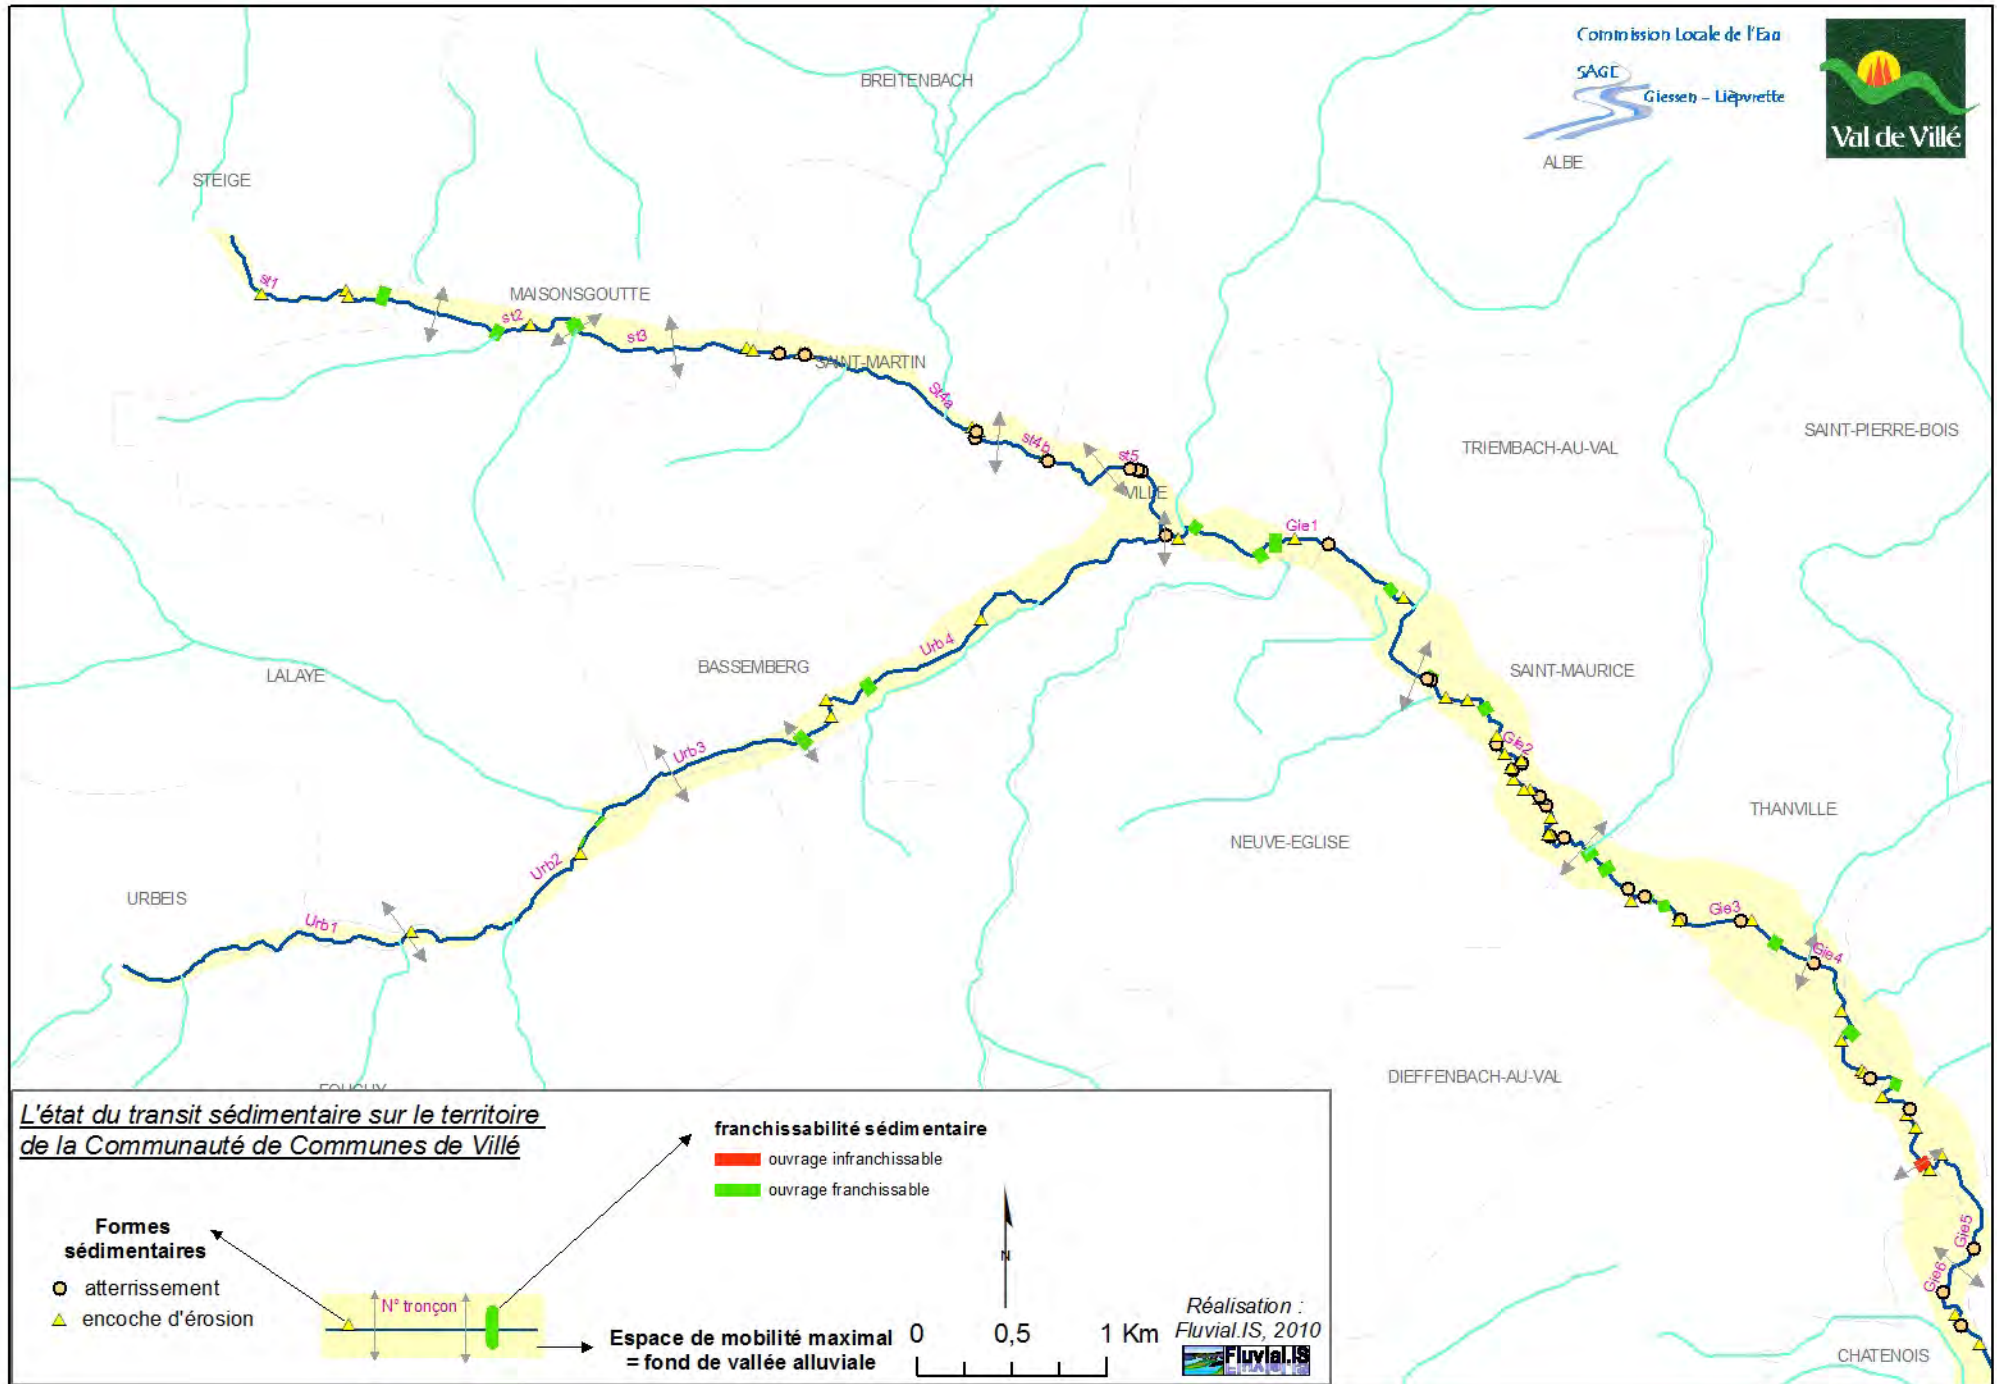 Commission Locale de l'Eau
SAGE
Giessen - Lièpvrette
Val de Villé
BREITENBACH
ALBE
STEIGE
st1
MAISONSGOUTTE
st2
st3
SAINT-MARTIN
St4a
st4b
st5
VILLE
TRIEMBACH-AU-VAL
SAINT-PIERRE-BOIS
Gie1
Urb4
BASSEMBERG
LALAYE
SAINT-MAURICE
Urb3
Gie2
THANVILLE
NEUVE-EGLISE
Urb2
URBEIS
Urb1
Gie3
Gie4
DIEFFENBACH-AU-VAL
FOUCHY
Gie5
Gie6
CHATENOIS
L'état du transit sédimentaire sur le territoire
de la Communauté de Communes de Villé
franchissabilité sédimentaire
ouvrage infranchissable
ouvrage franchissable
Formes
sédimentaires
atterrissement
encoche d'érosion
N° tronçon
Espace de mobilité maximal
= fond de vallée alluviale
N
0 0,5 1 Km
Réalisation :
Fluvial.IS, 2010
Fluvial.IS